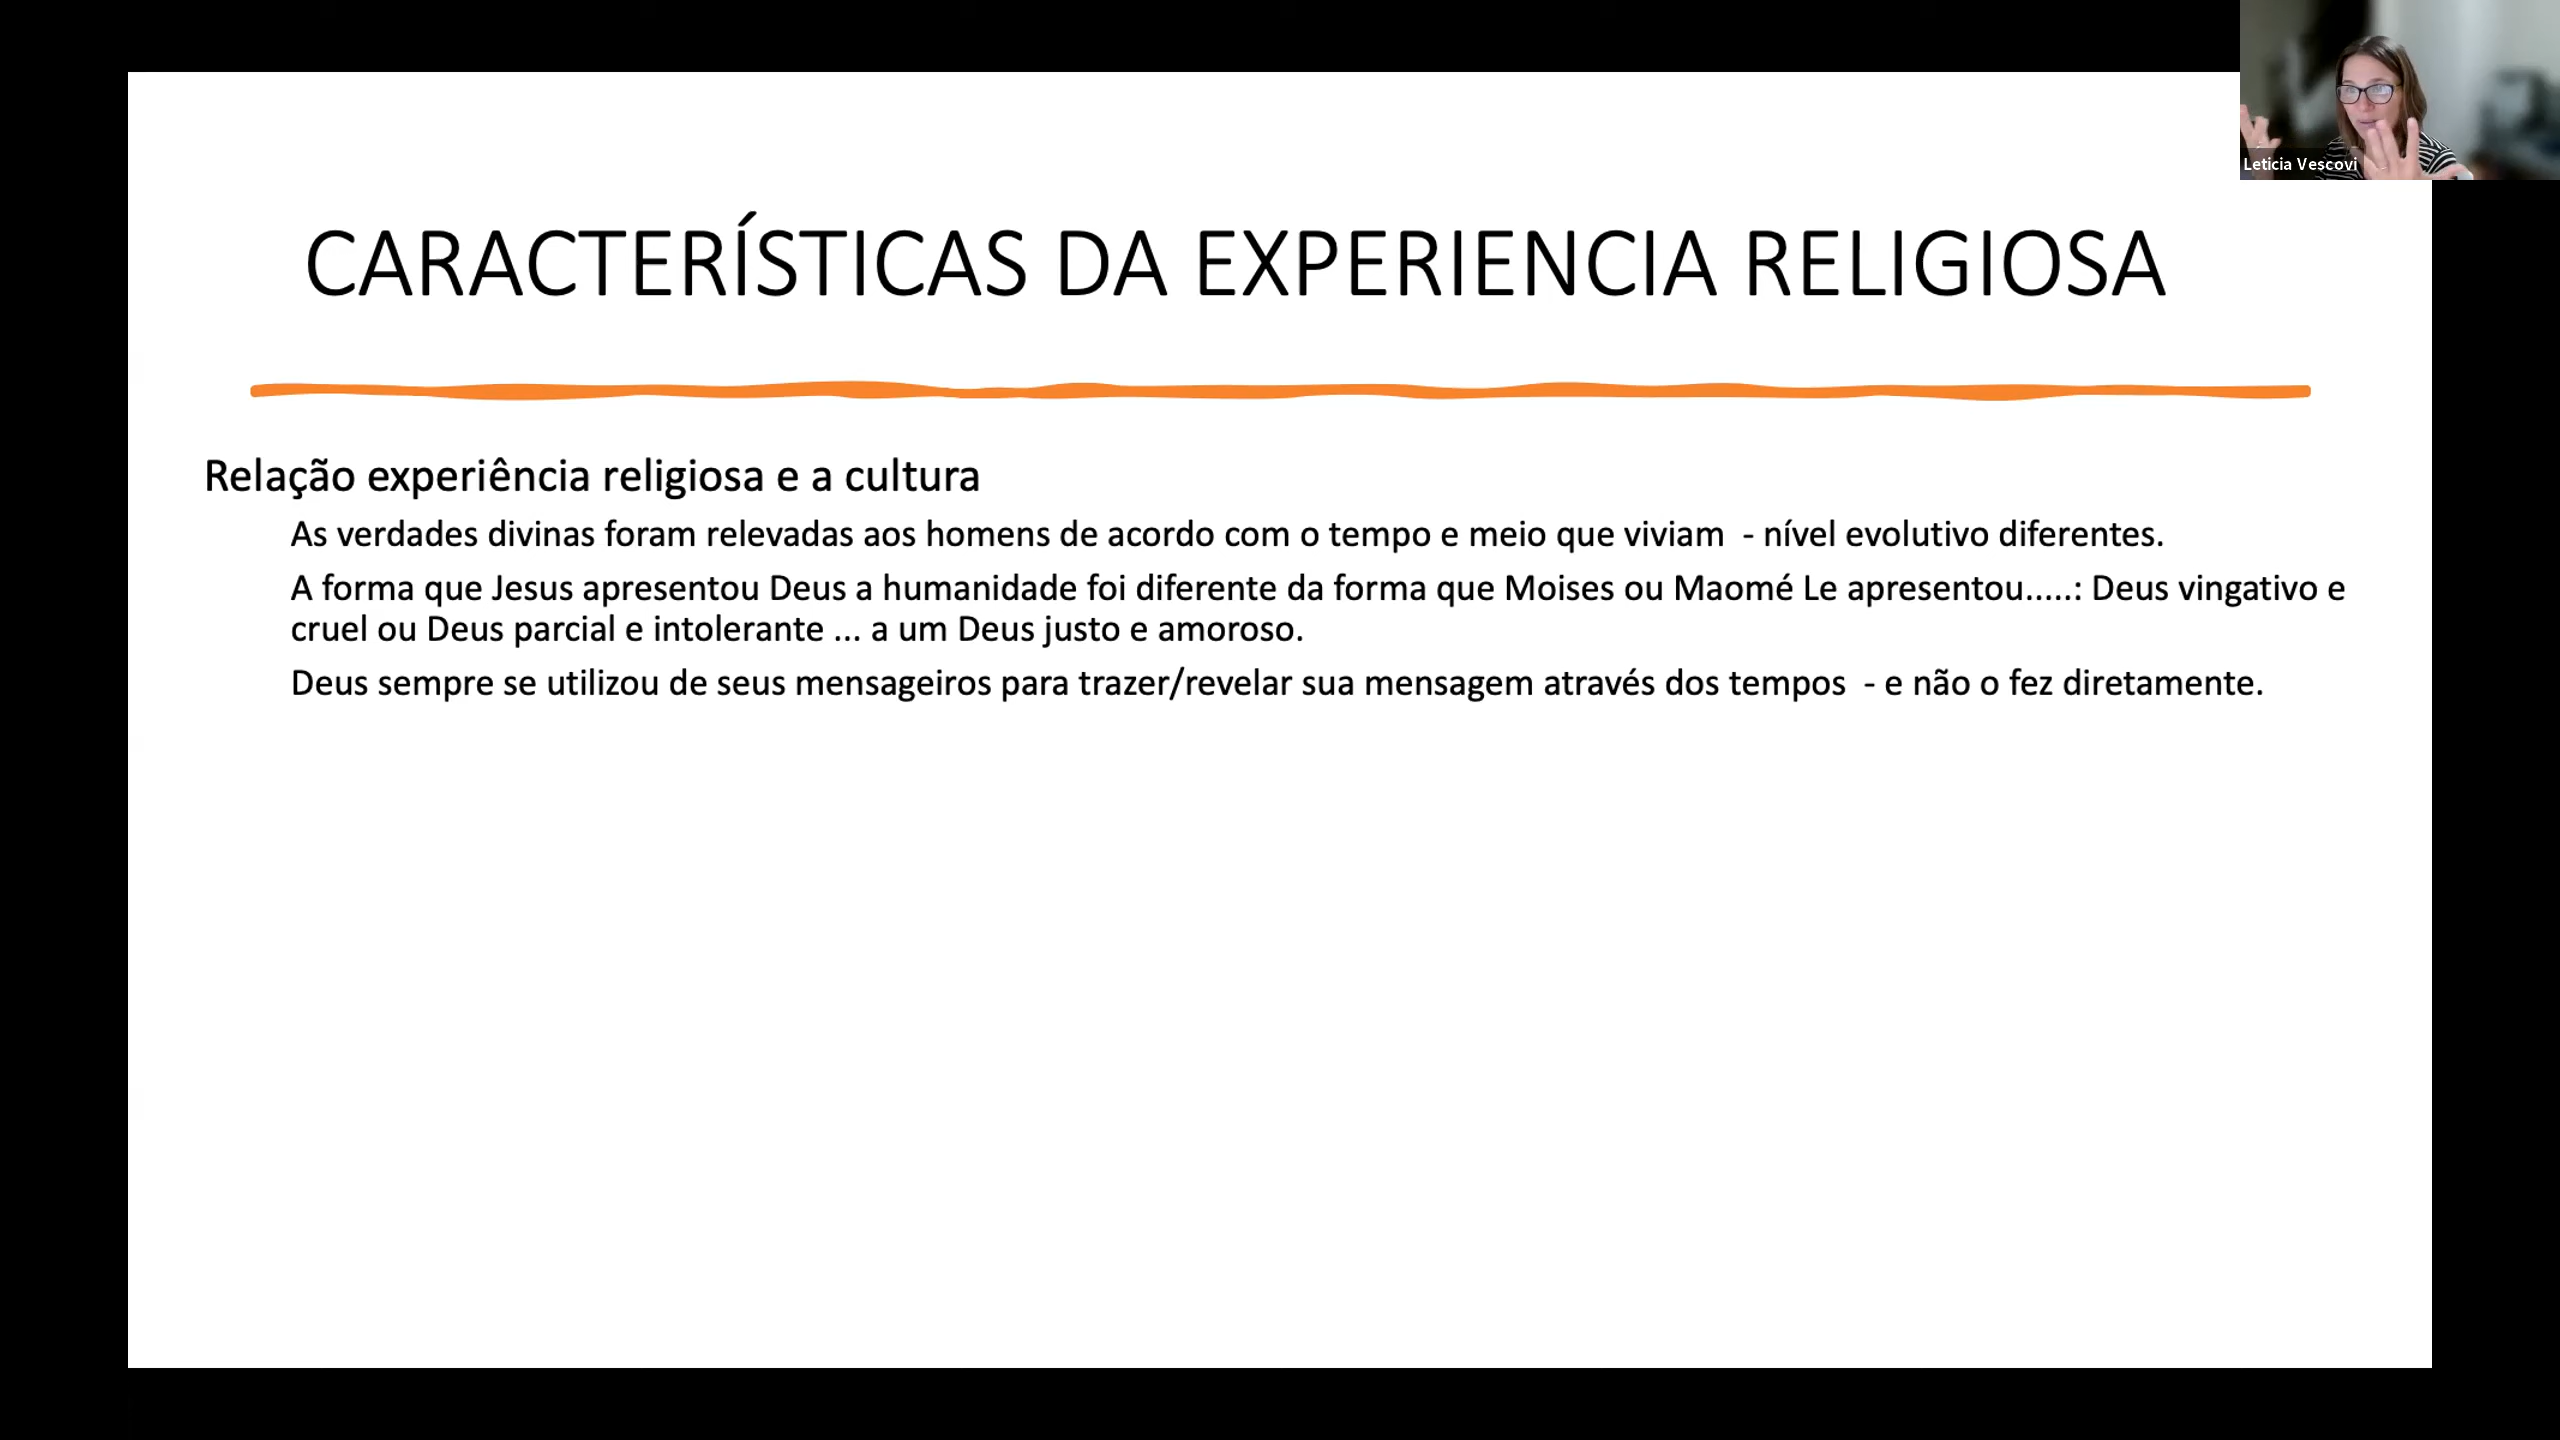 Leticia Vescovi
CARACTERÍSTICAS DA EXPERIENCIA RELIGIOSA
Relação experiência religiosa e a cultura
As verdades divinas foram relevadas aos homens de acordo com o tempo e meio que viviam  - nível evolutivo diferentes.
A forma que Jesus apresentou Deus a humanidade foi diferente da forma que Moises ou Maomé Le apresentou.....: Deus vingativo e
cruel ou Deus parcial e intolerante ... a um Deus justo e amoroso.
Deus sempre se utilizou de seus mensageiros para trazer/revelar sua mensagem através dos tempos  - e não o fez diretamente.